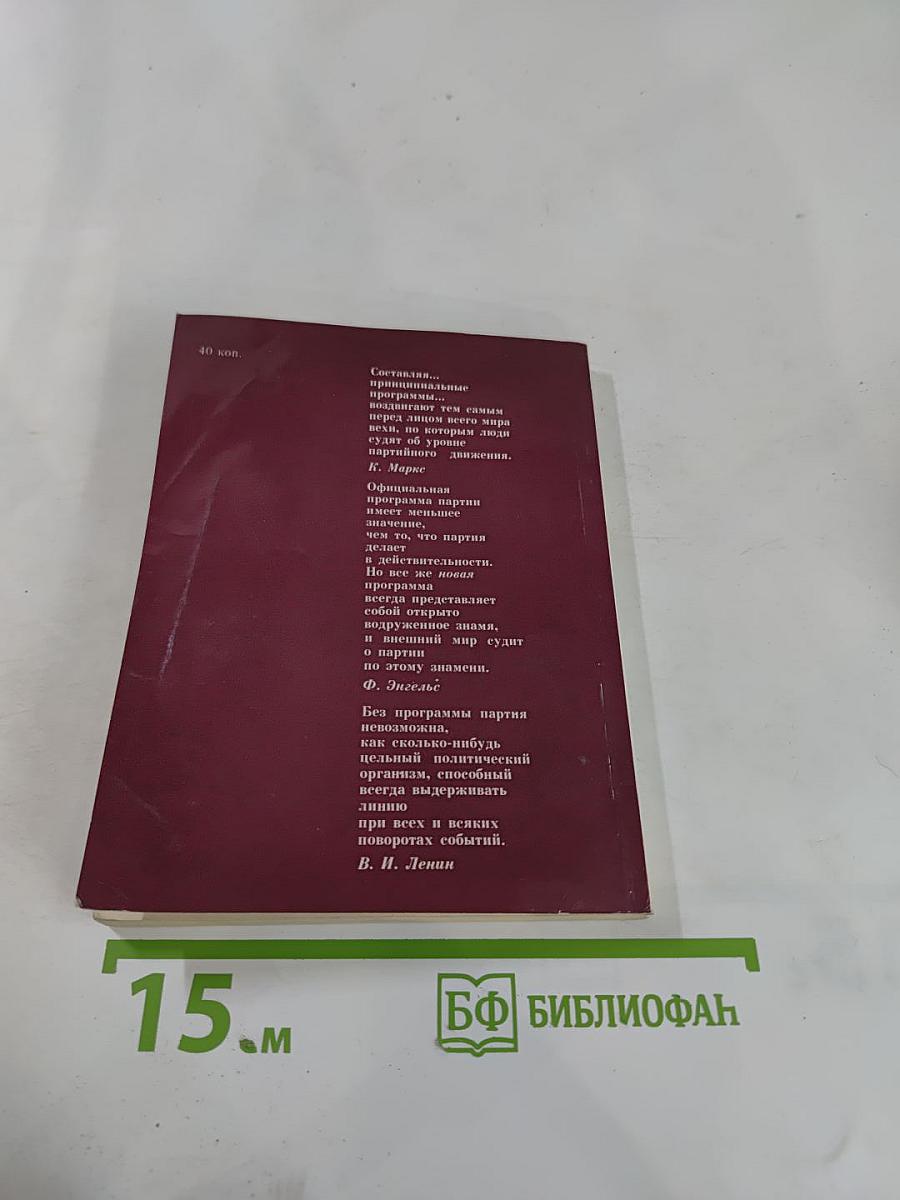 40 коп.
Составляя...
принципиальные
программы...
воздвигают тем самым
перед лицом всего мира
вехи, по которым люди
судят об уровне
партийного движения.
К. Маркс
Официальная
программа партии
имеет меньшее
значение,
чем то, что партия
делает
в действительности.
Но все же новая
программа
всегда представляет
собой открыто
водруженное знамя,
и внешний мир судит
о партии
по этому знамени.
Ф. Энгельс
Без программы партия
невозможна,
как сколько-нибудь
цельный политический
организм, способный
всегда выдерживать
линию
при всех и всяких
поворотах событий.
В. И. Ленин
15 см
БФ БИБЛИОФАН